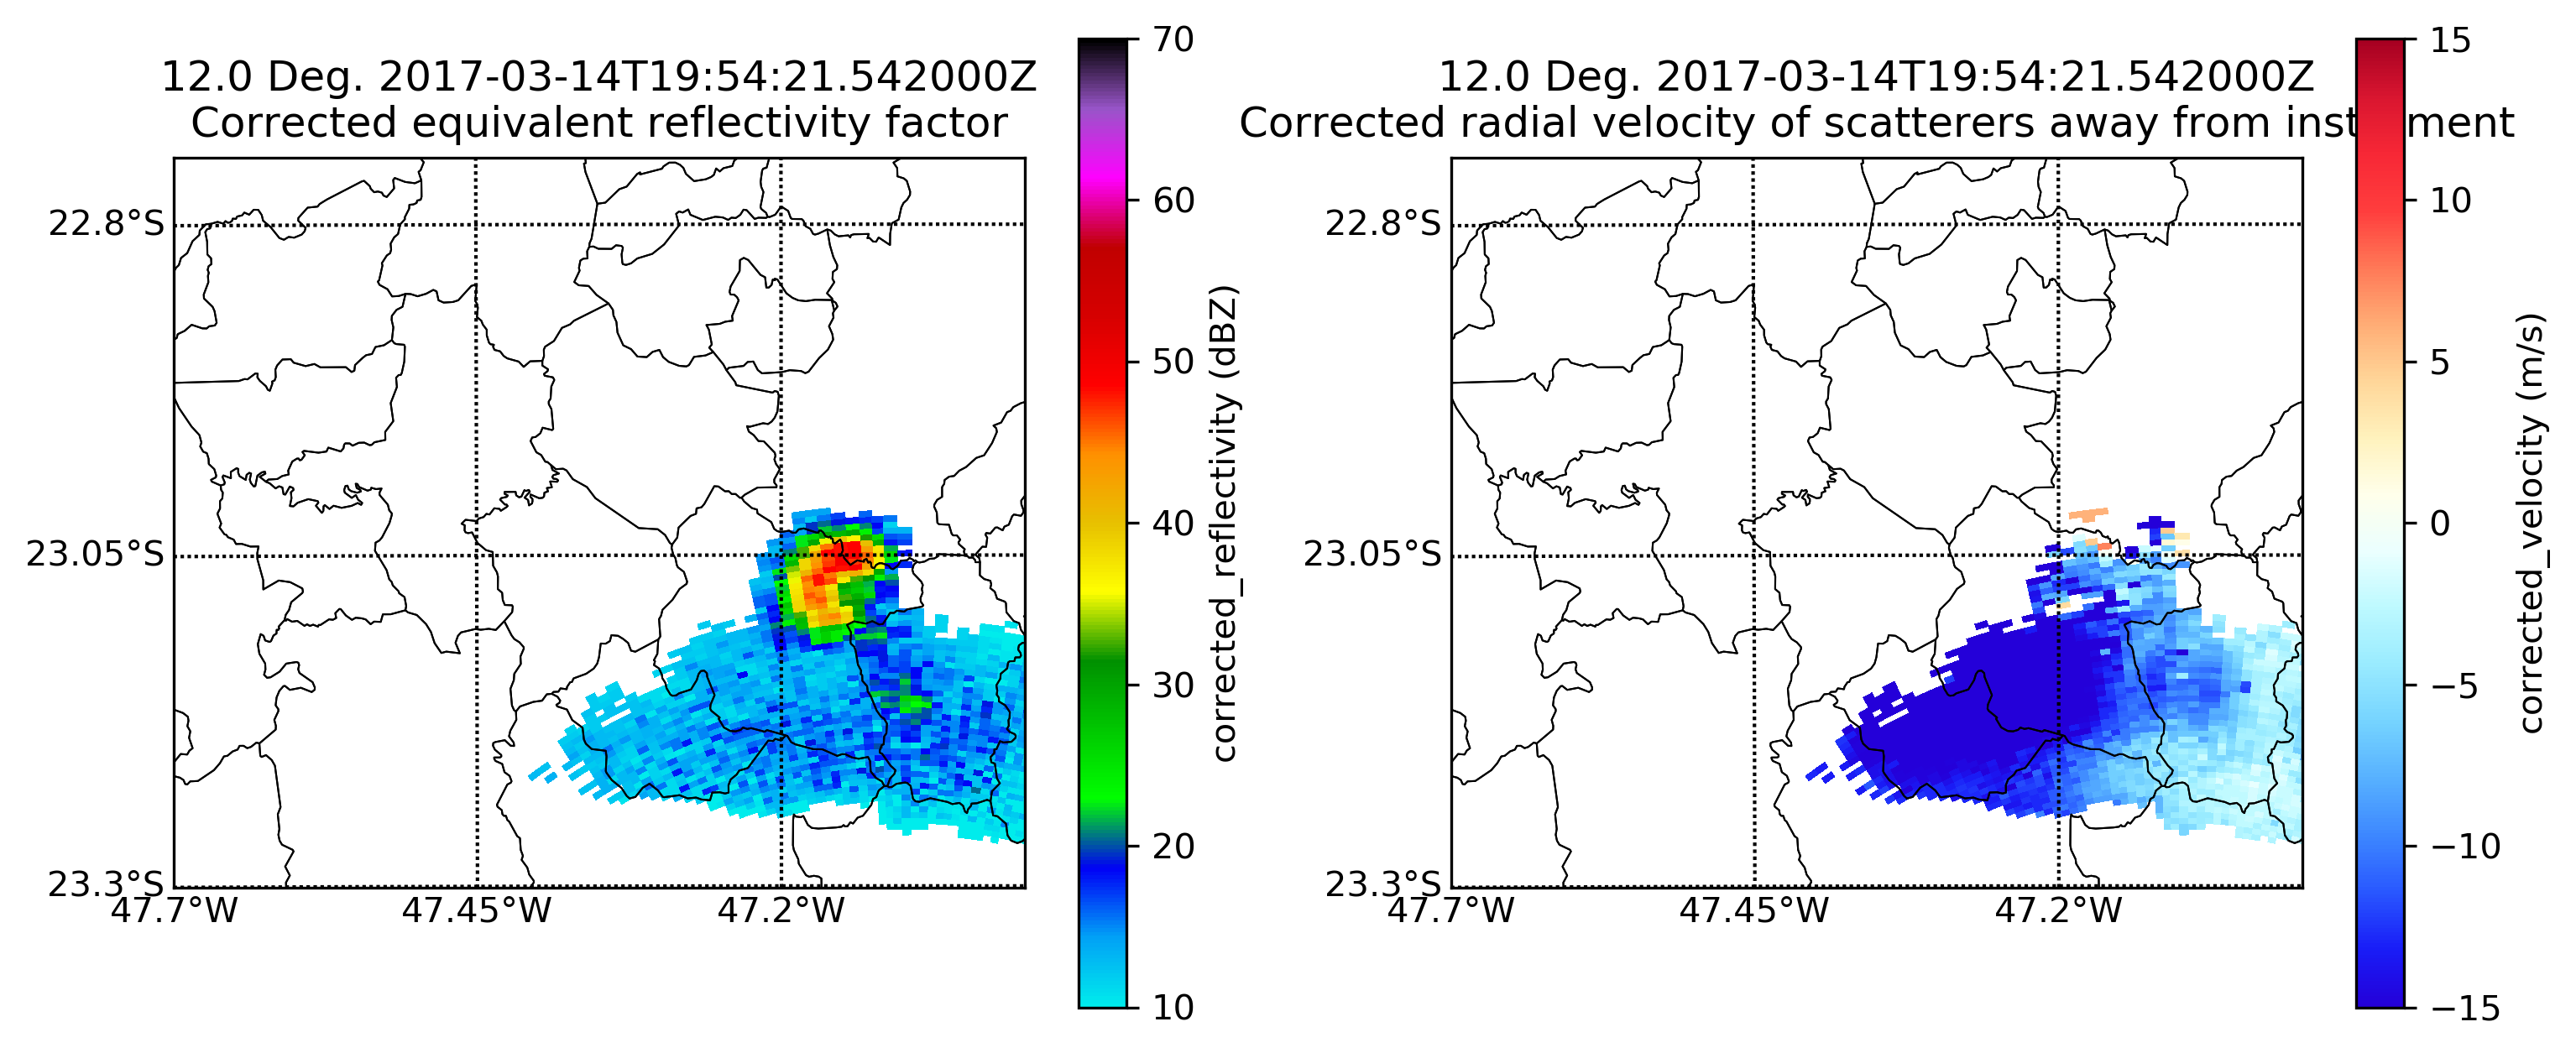 12.0 Deg. 2017-03-14T19:54:21.542000Z
Corrected equivalent reflectivity factor
22.8°S
23.05°S
23.3°S
47.7°W
47.45°W
47.2°W
70
60
50
40
30
20
10
corrected_reflectivity (dBZ)
12.0 Deg. 2017-03-14T19:54:21.542000Z
Corrected radial velocity of scatterers away from inst ment
22.8°S
23.05°S
23.3°S
47.7°W
47.45°W
47.2°W
15
10
5
0
−5
−10
−15
corrected_velocity (m/s)